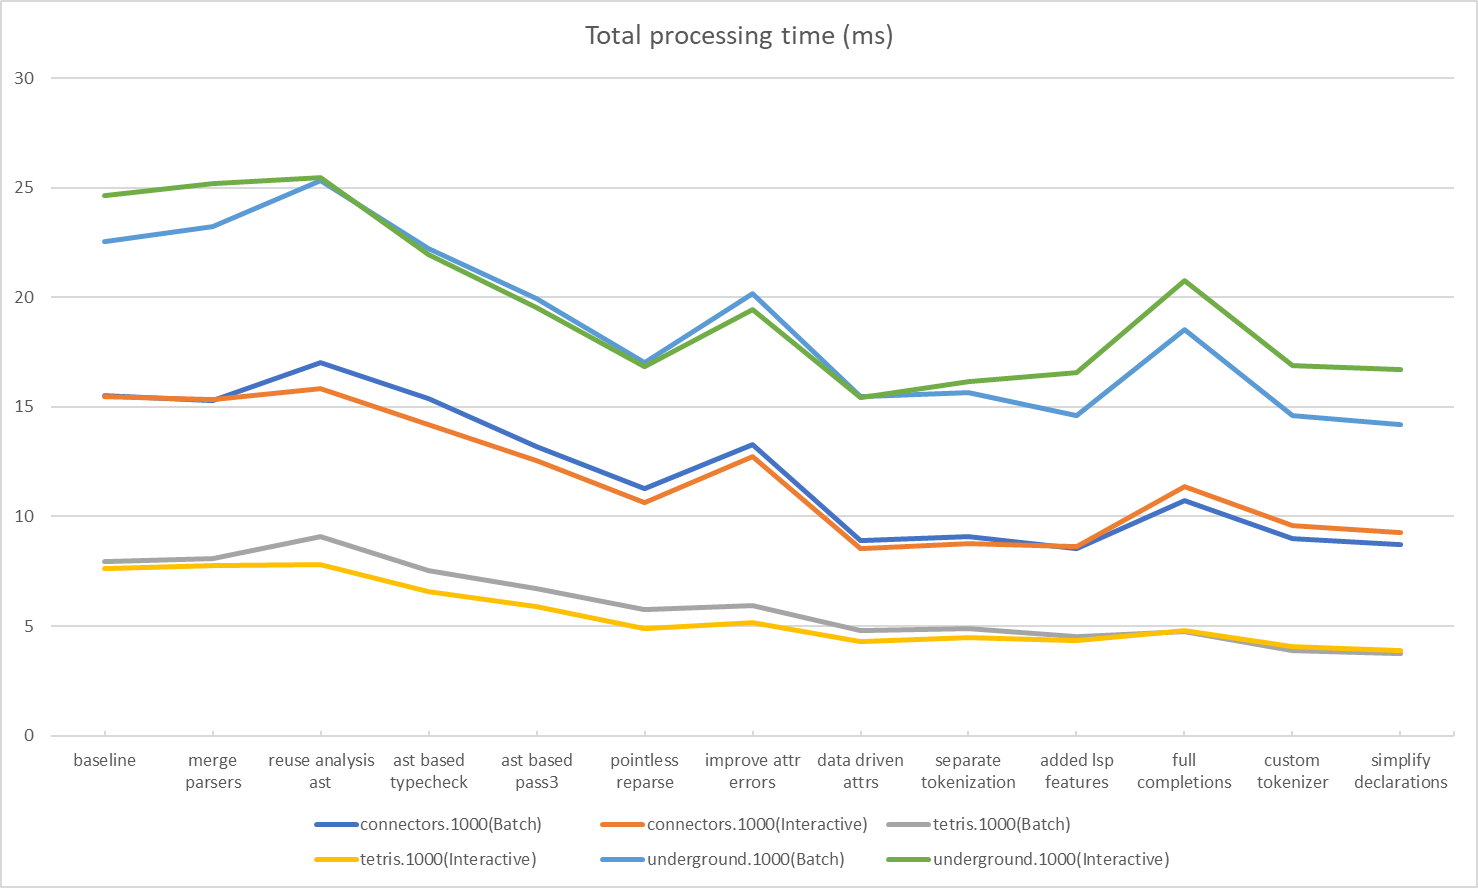 Total processing time (ms)
30
25
20
15
10
5
0
baseline
merge
parsers
reuse analysis
ast
ast based
typecheck
ast based
pass3
pointless
reparse
improve attr
errors
data driven
attrs
separate
tokenization
added lsp
features
full
completions
custom
tokenizer
simplify
declarations
connectors.1000(Batch)
connectors.1000(Interactive)
tetris.1000(Batch)
tetris.1000(Interactive)
underground.1000(Batch)
underground.1000(Interactive)